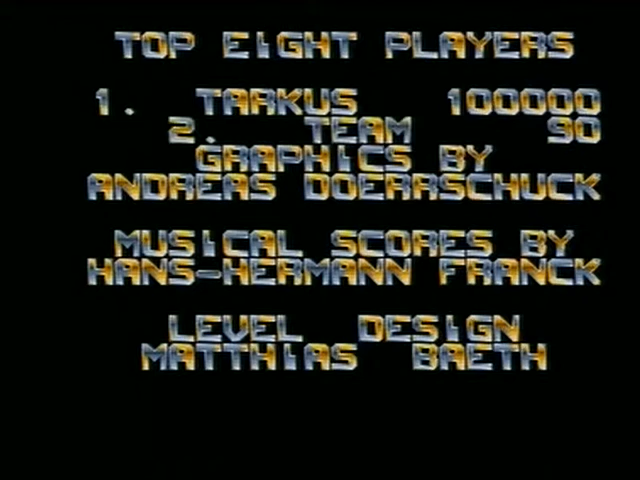 TOP EIGHT PLAYERS
1. TARKUS 100000
2. TEAM 90
GRAPHICS BY
ANDREAS DOERRSCHUCK
MUSICAL SCORES BY
HANS-HERMANN FRANCK
LEVEL DESIGN
MATTHIAS BAETH